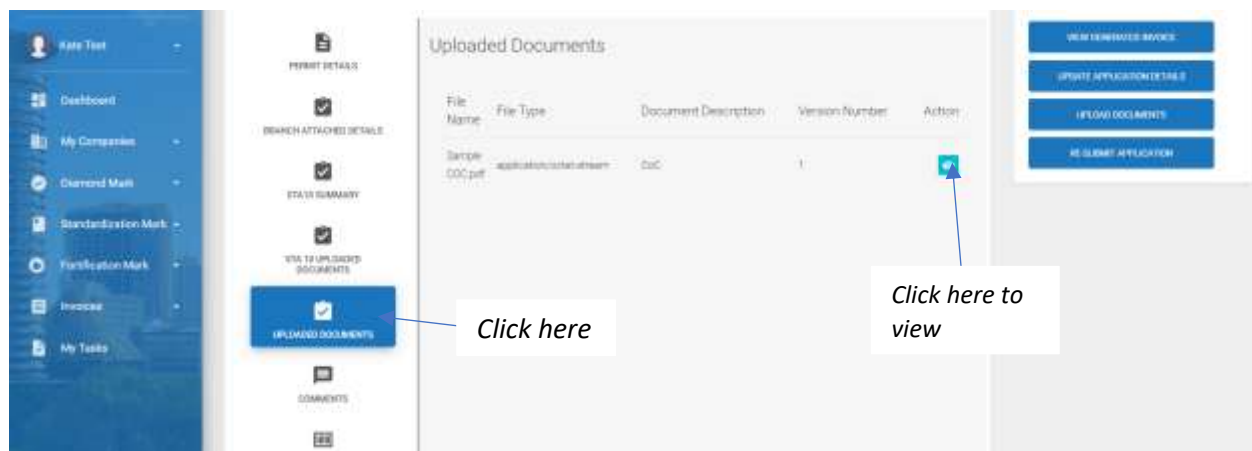 Kate Test
Dashboard
My Companies
Diamond Mark
Standardization Mark
Fortification Mark
Invoices
My Tasks
PERMIT DETAILS
BRANCH ATTACHED DETAILS
STA10 SUMMARY
STA 10 UPLOADED
DOCUMENTS
UPLOADED DOCUMENTS
COMMENTS
Uploaded Documents
File
Name
File Type
Document Description
Version Number
Action
Sample
COC.pdf
application/octet-stream
CoC
1
Click here
Click here to
view
VIEW GENERATED INVOICE
UPDATE APPLICATION DETAILS
UPLOAD DOCUMENTS
RE-SUBMIT APPLICATION